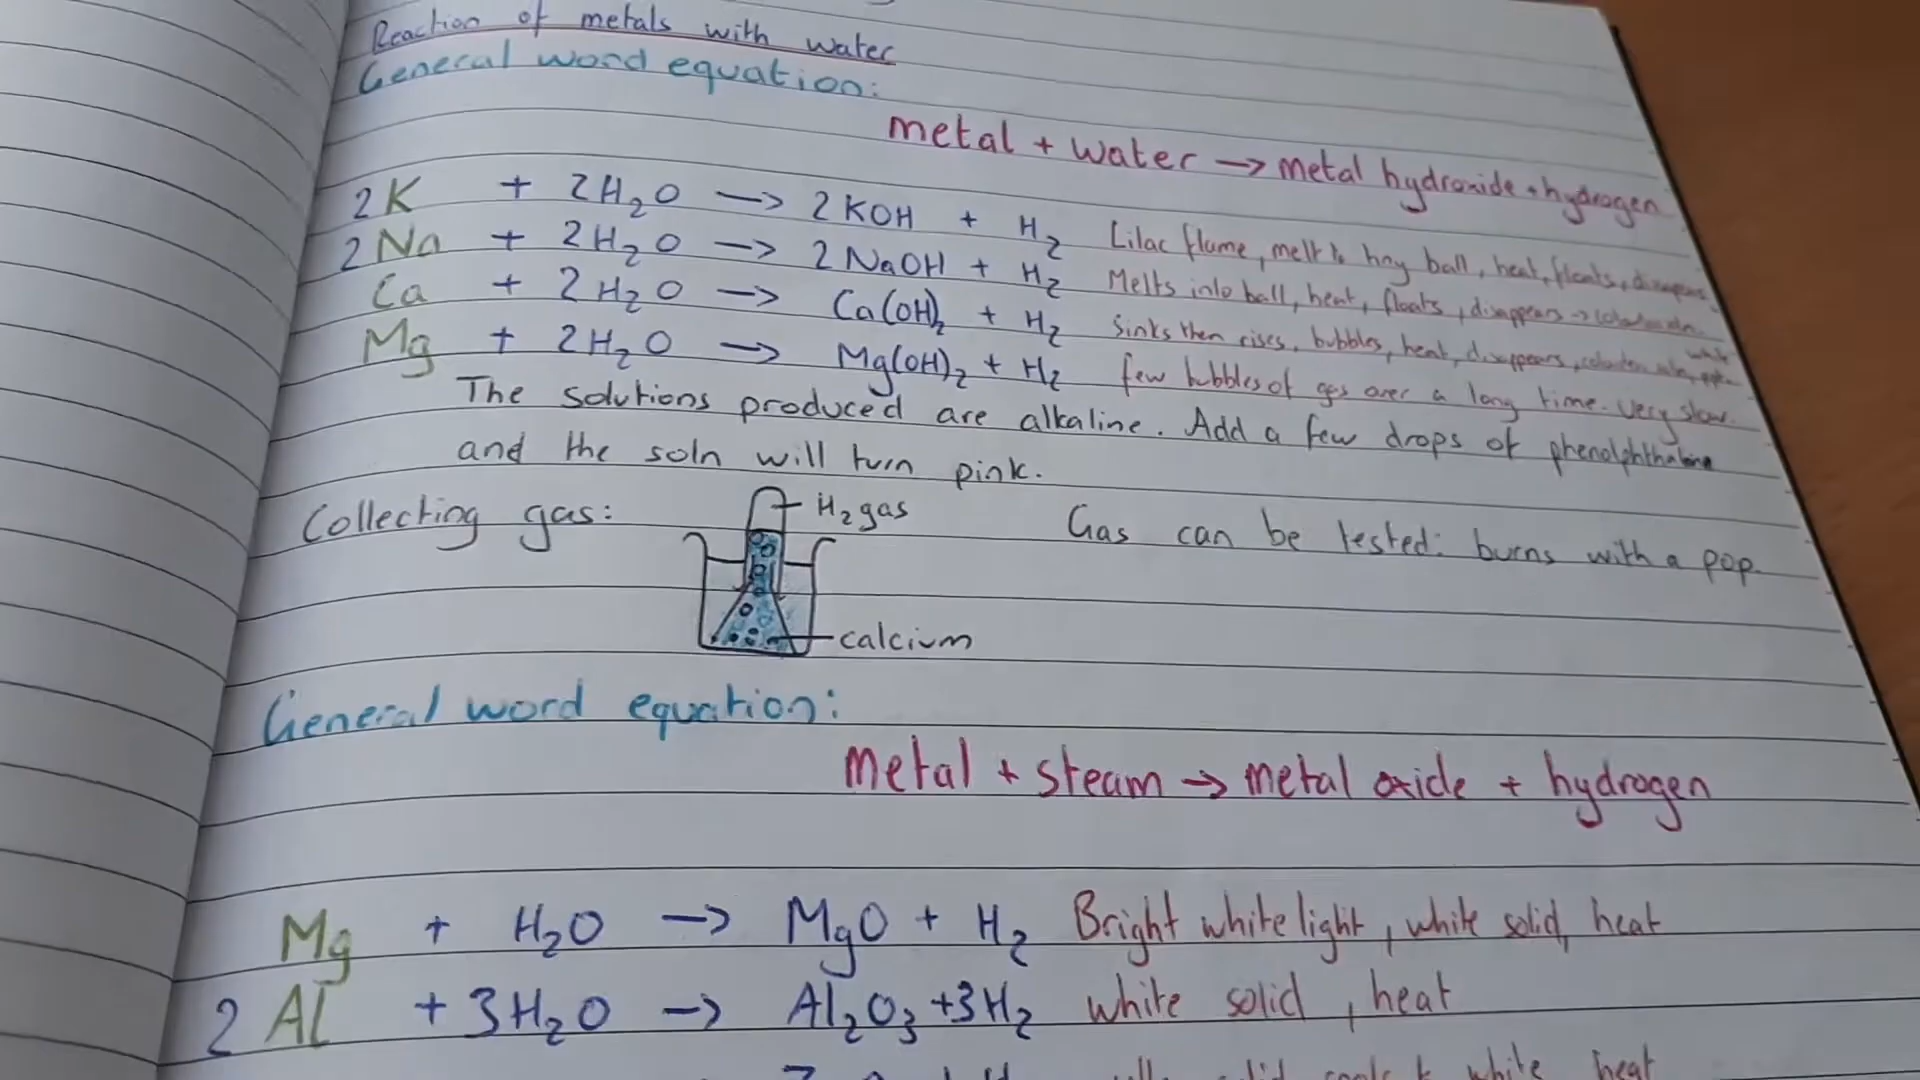 Reaction of metals with water
General word equation:
metal + water → metal hydroxide + hydrogen
2K + 2H₂O → 2KOH + H₂ Lilac flame, melt to tiny ball, heat, floats, disappears
2Na + 2H₂O → 2NaOH + H₂ Melts into ball, heat, floats, disappears →
Ca + 2H₂O → Ca(OH)₂ + H₂ Sinks then rises, bubbles, heat, disappears, white
Mg + 2H₂O → Mg(OH)₂ + H₂ few bubbles of gas over a long time. Very slow.
The solutions produced are alkaline. Add a few drops of
and the soln will turn pink.
Collecting gas: H₂ gas Gas can be tested: burns with a pop.
calcium
General word equation:
metal + steam → metal oxide + hydrogen
Mg + H₂O → MgO + H₂ Bright white light, white solid, heat
2Al + 3H₂O → Al₂O₃ + 3H₂ white solid, heat
white heat